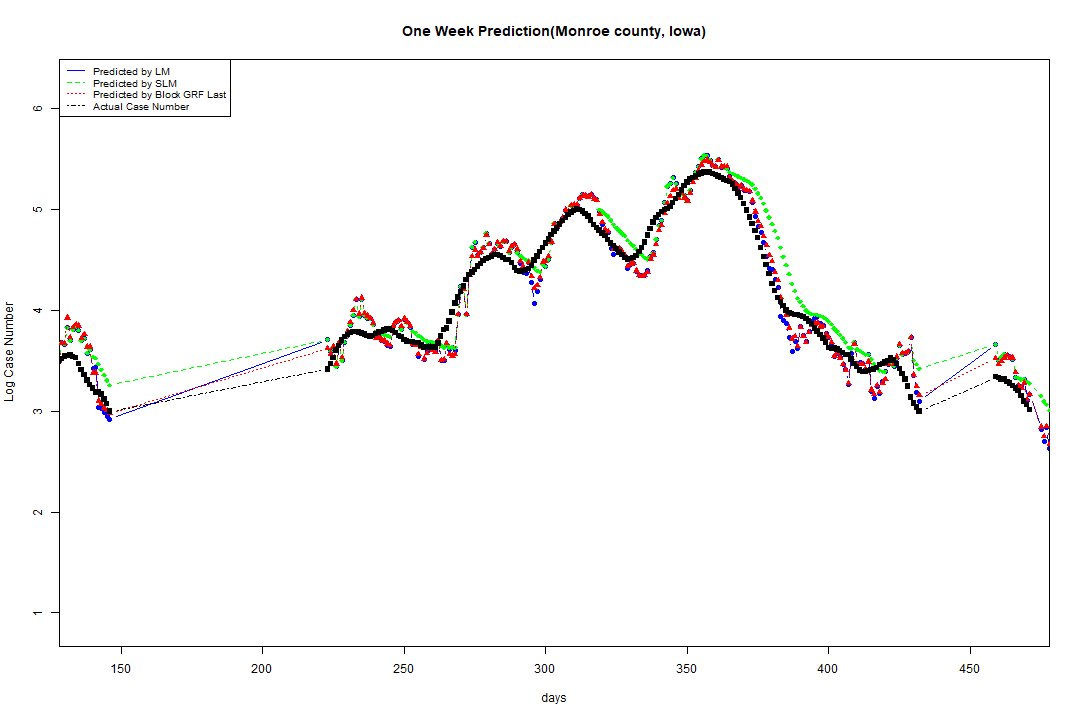 One Week Prediction(Monroe county, Iowa)
Predicted by LM
Predicted by SLM
Predicted by Block GRF Last
Actual Case Number
Log Case Number
6
5
4
3
2
1
150 200 250 300 350 400 450
days